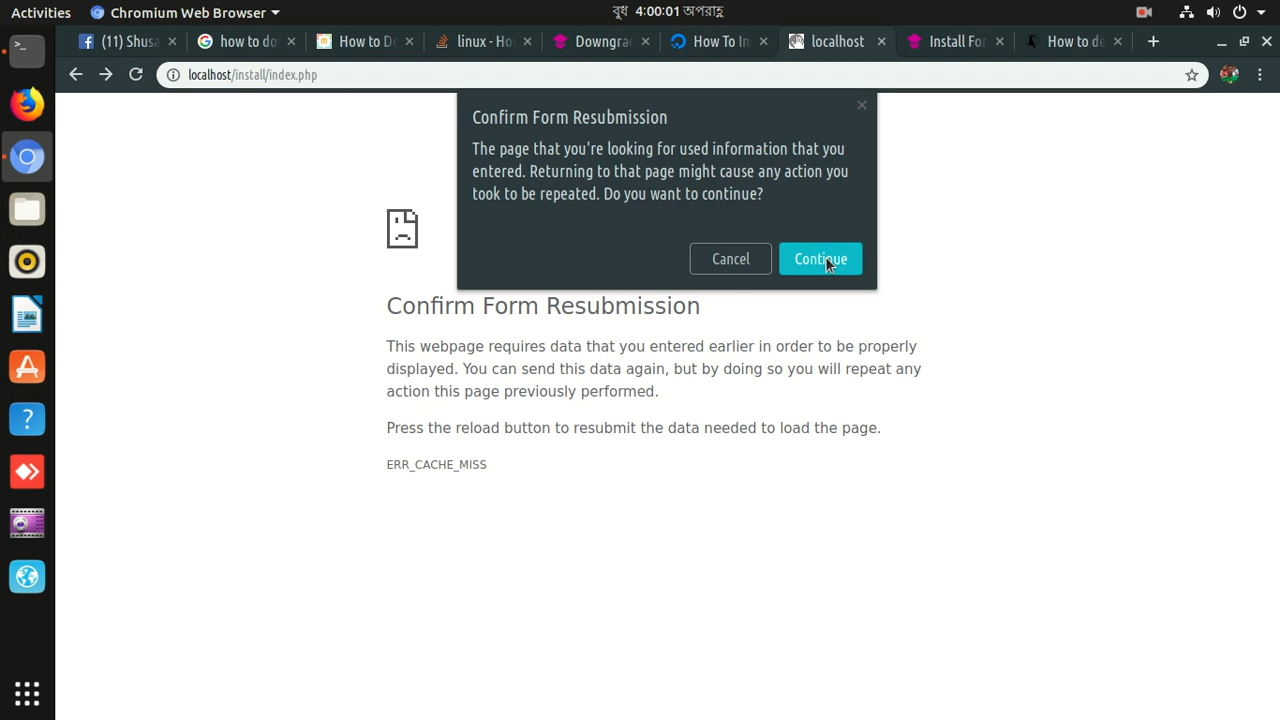 Activities
Chromium Web Browser
বুধ 4:00:01 অপরাহ্ণ
(11) Shusa
how to do
How to Do
linux - Ho
Downgra
How To In
localhost
Install For
How to de
localhost/install/index.php
Confirm Form Resubmission
The page that you're looking for used information that you
entered. Returning to that page might cause any action you
took to be repeated. Do you want to continue?
Cancel
Continue
Confirm Form Resubmission
This webpage requires data that you entered earlier in order to be properly
displayed. You can send this data again, but by doing so you will repeat any
action this page previously performed.
Press the reload button to resubmit the data needed to load the page.
ERR_CACHE_MISS